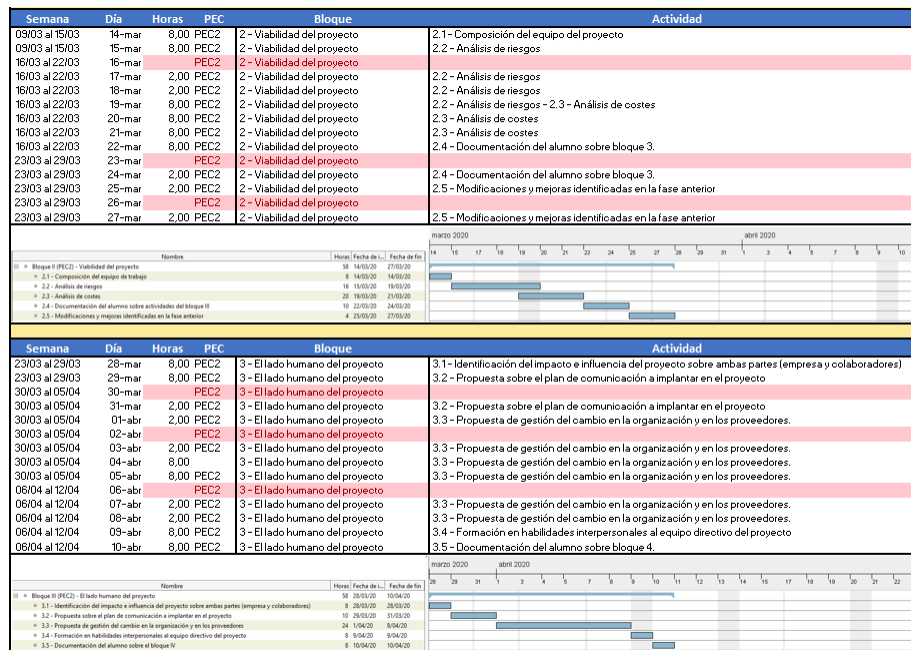 Semana Día Horas PEC Bloque Actividad
09/03 al 15/03 14-mar 8,00 PEC2 2 - Viabilidad del proyecto 2.1 - Composición del equipo del proyecto
09/03 al 15/03 15-mar 8,00 PEC2 2 - Viabilidad del proyecto 2.2 - Análisis de riesgos
16/03 al 22/03 16-mar PEC2 2 - Viabilidad del proyecto
16/03 al 22/03 17-mar 2,00 PEC2 2 - Viabilidad del proyecto 2.2 - Análisis de riesgos
16/03 al 22/03 18-mar 2,00 PEC2 2 - Viabilidad del proyecto 2.2 - Análisis de riesgos
16/03 al 22/03 19-mar 8,00 PEC2 2 - Viabilidad del proyecto 2.2 - Análisis de riesgos - 2.3 - Análisis de costes
16/03 al 22/03 20-mar 8,00 PEC2 2 - Viabilidad del proyecto 2.3 - Análisis de costes
16/03 al 22/03 21-mar 8,00 PEC2 2 - Viabilidad del proyecto 2.3 - Análisis de costes
16/03 al 22/03 22-mar 8,00 PEC2 2 - Viabilidad del proyecto 2.4 - Documentación del alumno sobre bloque 3.
23/03 al 29/03 23-mar PEC2 2 - Viabilidad del proyecto
23/03 al 29/03 24-mar 2,00 PEC2 2 - Viabilidad del proyecto 2.4 - Documentación del alumno sobre bloque 3.
23/03 al 29/03 25-mar 2,00 PEC2 2 - Viabilidad del proyecto 2.5 - Modificaciones y mejoras identificadas en la fase anterior
23/03 al 29/03 26-mar PEC2 2 - Viabilidad del proyecto
23/03 al 29/03 27-mar 2,00 PEC2 2 - Viabilidad del proyecto 2.5 - Modificaciones y mejoras identificadas en la fase anterior
marzo 2020 abril 2020
Nombre Horas Fecha de i... Fecha de fin 14 15 17 18 19 20 21 22 24 25 27 28 29 31 1 3 4 5 7 8 9 10
Bloque II (PEC2) - Viabilidad del proyecto 58 14/03/20 27/03/20
2.1 - Composición del equipo de trabajo 8 14/03/20 14/03/20
2.2 - Análisis de riesgos 16 15/03/20 19/03/20
2.3 - Análisis de costes 20 19/03/20 21/03/20
2.4 - Documentación del alumno sobre actividades del bloque III 10 22/03/20 24/03/20
2.5 - Modificaciones y mejoras identificadas en la fase anterior 4 25/03/20 27/03/20
Semana Día Horas PEC Bloque Actividad
23/03 al 29/03 28-mar 8,00 PEC2 3 - El lado humano del proyecto 3.1 - Identificación del impacto e influencia del proyecto sobre ambas partes (empresa y colaboradores)
23/03 al 29/03 29-mar 8,00 PEC2 3 - El lado humano del proyecto 3.2 - Propuesta sobre el plan de comunicación a implantar en el proyecto
30/03 al 05/04 30-mar PEC2 3 - El lado humano del proyecto
30/03 al 05/04 31-mar 2,00 PEC2 3 - El lado humano del proyecto 3.2 - Propuesta sobre el plan de comunicación a implantar en el proyecto
30/03 al 05/04 01-abr 2,00 PEC2 3 - El lado humano del proyecto 3.3 - Propuesta de gestión del cambio en la organización y en los proveedores.
30/03 al 05/04 02-abr PEC2 3 - El lado humano del proyecto
30/03 al 05/04 03-abr 2,00 PEC2 3 - El lado humano del proyecto 3.3 - Propuesta de gestión del cambio en la organización y en los proveedores.
30/03 al 05/04 04-abr 8,00 3 - El lado humano del proyecto 3.3 - Propuesta de gestión del cambio en la organización y en los proveedores.
30/03 al 05/04 05-abr 8,00 PEC2 3 - El lado humano del proyecto 3.3 - Propuesta de gestión del cambio en la organización y en los proveedores.
06/04 al 12/04 06-abr PEC2 3 - El lado humano del proyecto
06/04 al 12/04 07-abr 2,00 PEC2 3 - El lado humano del proyecto 3.3 - Propuesta de gestión del cambio en la organización y en los proveedores.
06/04 al 12/04 08-abr 2,00 PEC2 3 - El lado humano del proyecto 3.3 - Propuesta de gestión del cambio en la organización y en los proveedores.
06/04 al 12/04 09-abr 8,00 PEC2 3 - El lado humano del proyecto 3.4 - Formación en habilidades interpersonales al equipo directivo del proyecto
06/04 al 12/04 10-abr 8,00 PEC2 3 - El lado humano del proyecto 3.5 - Documentación del alumno sobre bloque 4.
marzo 2020 abril 2020
Nombre Horas Fecha de i... Fecha de fin 28 29 31 1 3 4 5 7 8 9 10 11 12 13 14 15 17 18 19 20 21 22
Bloque III (PEC2) - El lado humano del proyecto 58 28/03/20 10/04/20
3.1 - Identificación del impacto e influencia del proyecto sobre ambas partes (empresa y colaboradores) 8 28/03/20 28/03/20
3.2 - Propuesta sobre el plan de comunicación a implantar en el proyecto 10 29/03/20 31/03/20
3.3 - Propuesta de gestión del cambio en la organización y en los proveedores 24 1/04/20 8/04/20
3.4 - Formación en habilidades interpersonales al equipo directivo del proyecto 8 9/04/20 9/04/20
3.5 - Documentación del alumno sobre el bloque IV 8 10/04/20 10/04/20